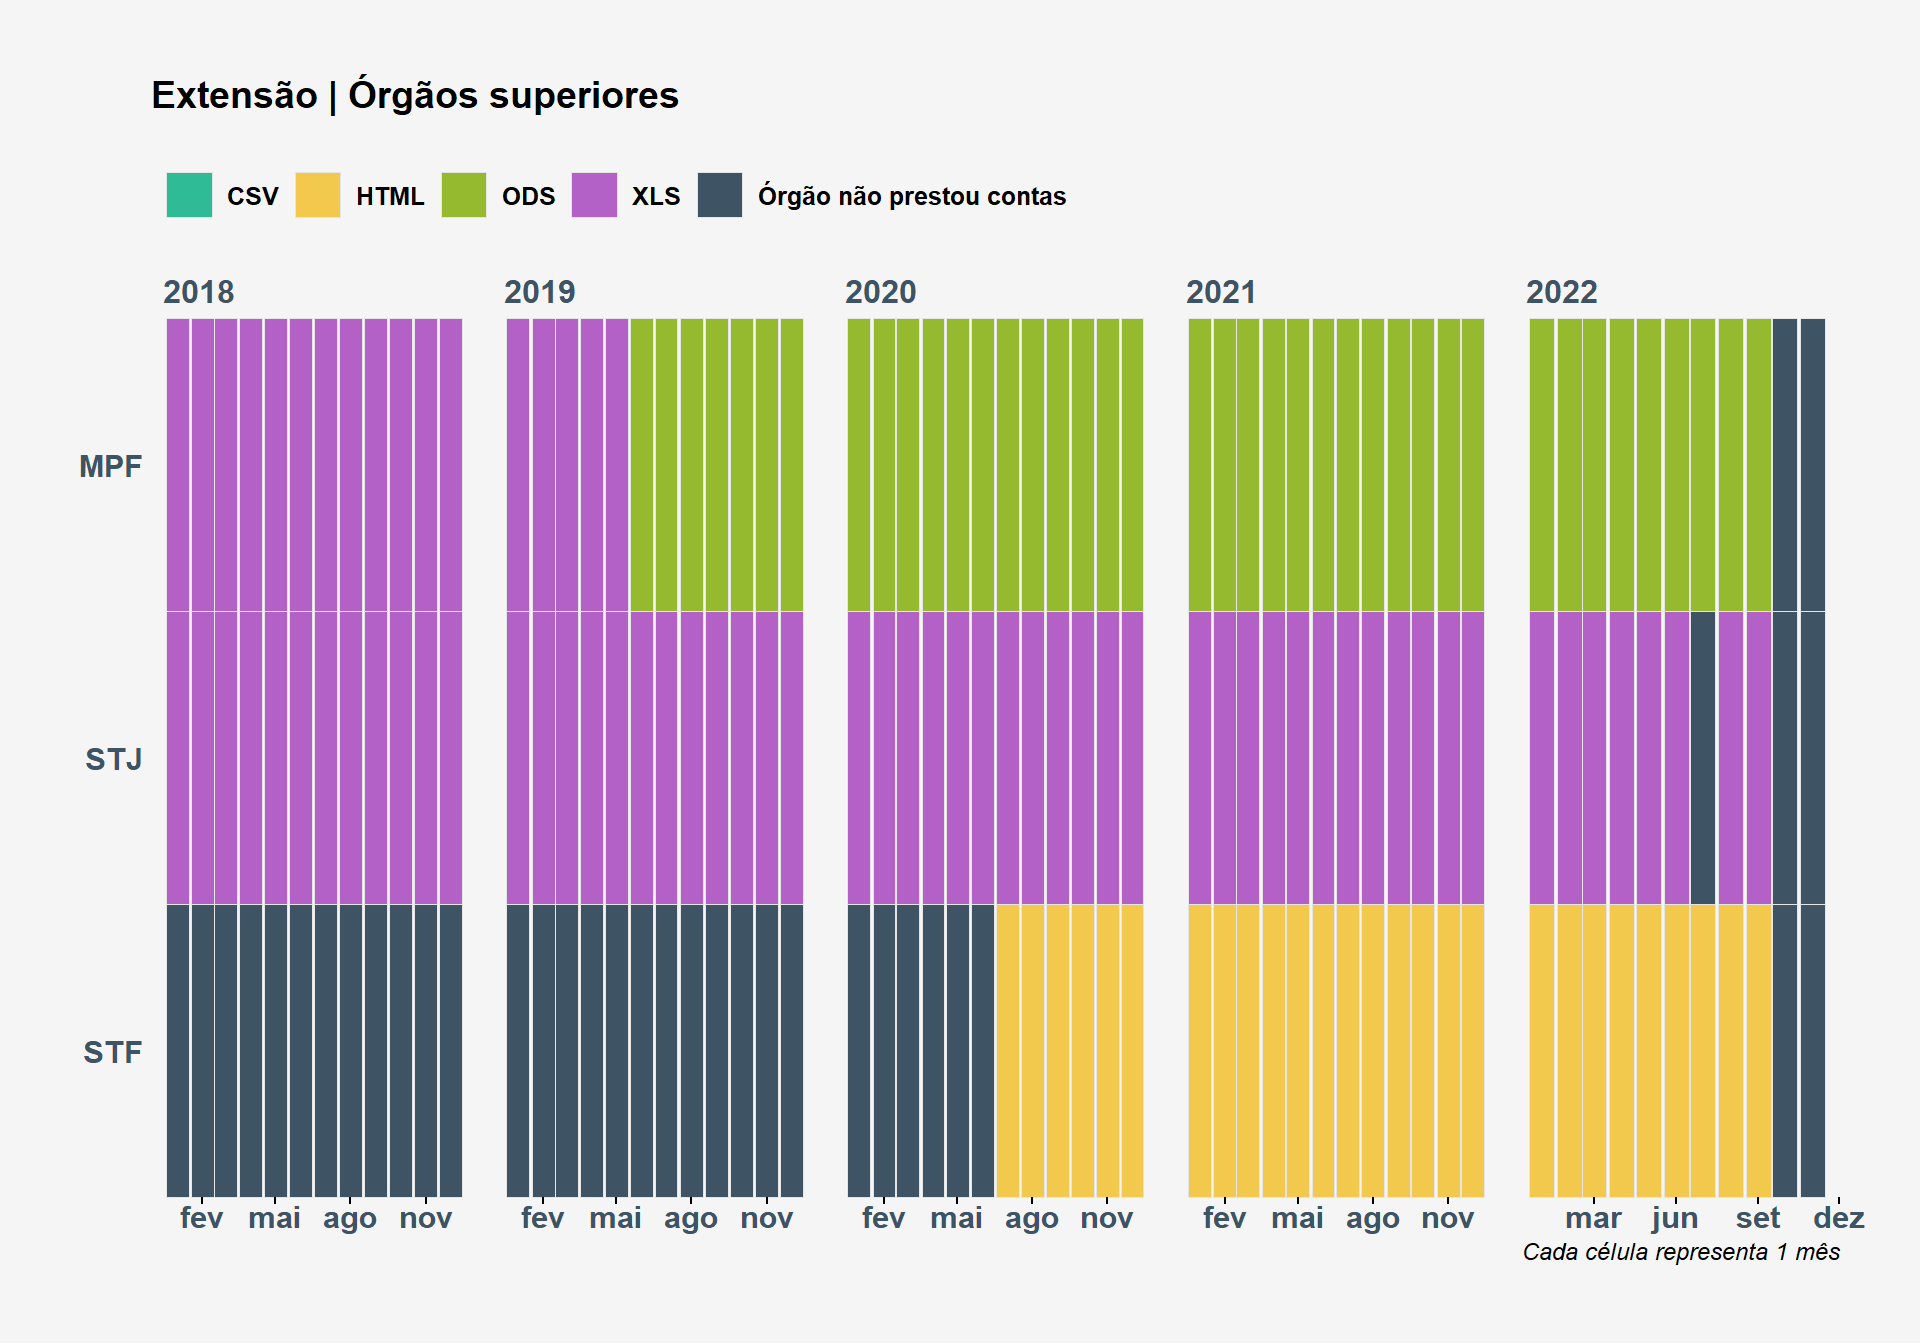 Extensão | Órgãos superiores
CSV HTML ODS XLS Órgão não prestou contas
2018 2019 2020 2021 2022
MPF
STJ
STF
fev mai ago nov fev mai ago nov fev mai ago nov fev mai ago nov mar jun set dez
Cada célula representa 1 mês